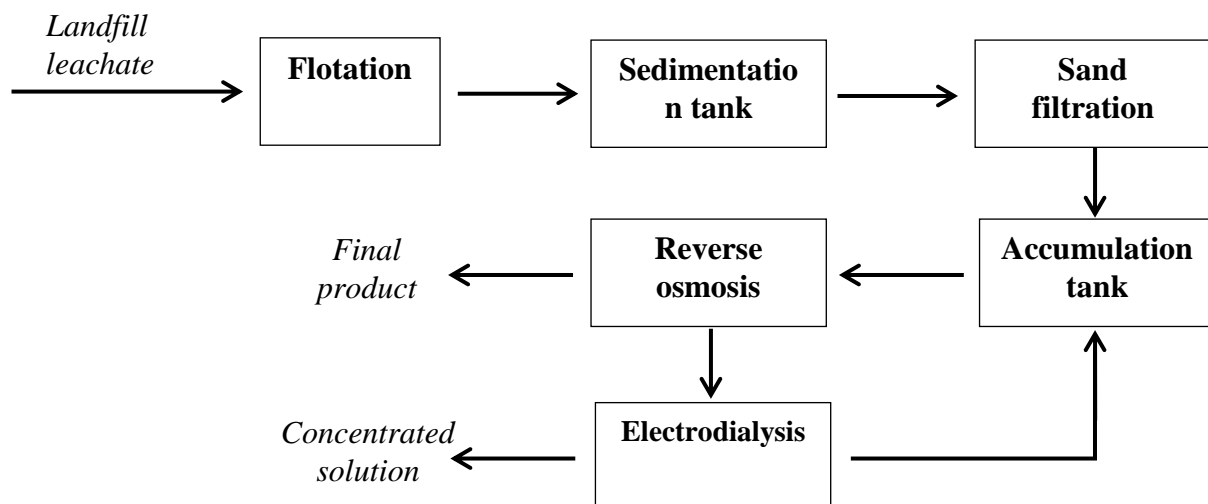 Landfill
leachate
Flotation
Sedimentatio
n tank
Sand
filtration
Final
product
Reverse
osmosis
Accumulation
tank
Concentrated
solution
Electrodialysis